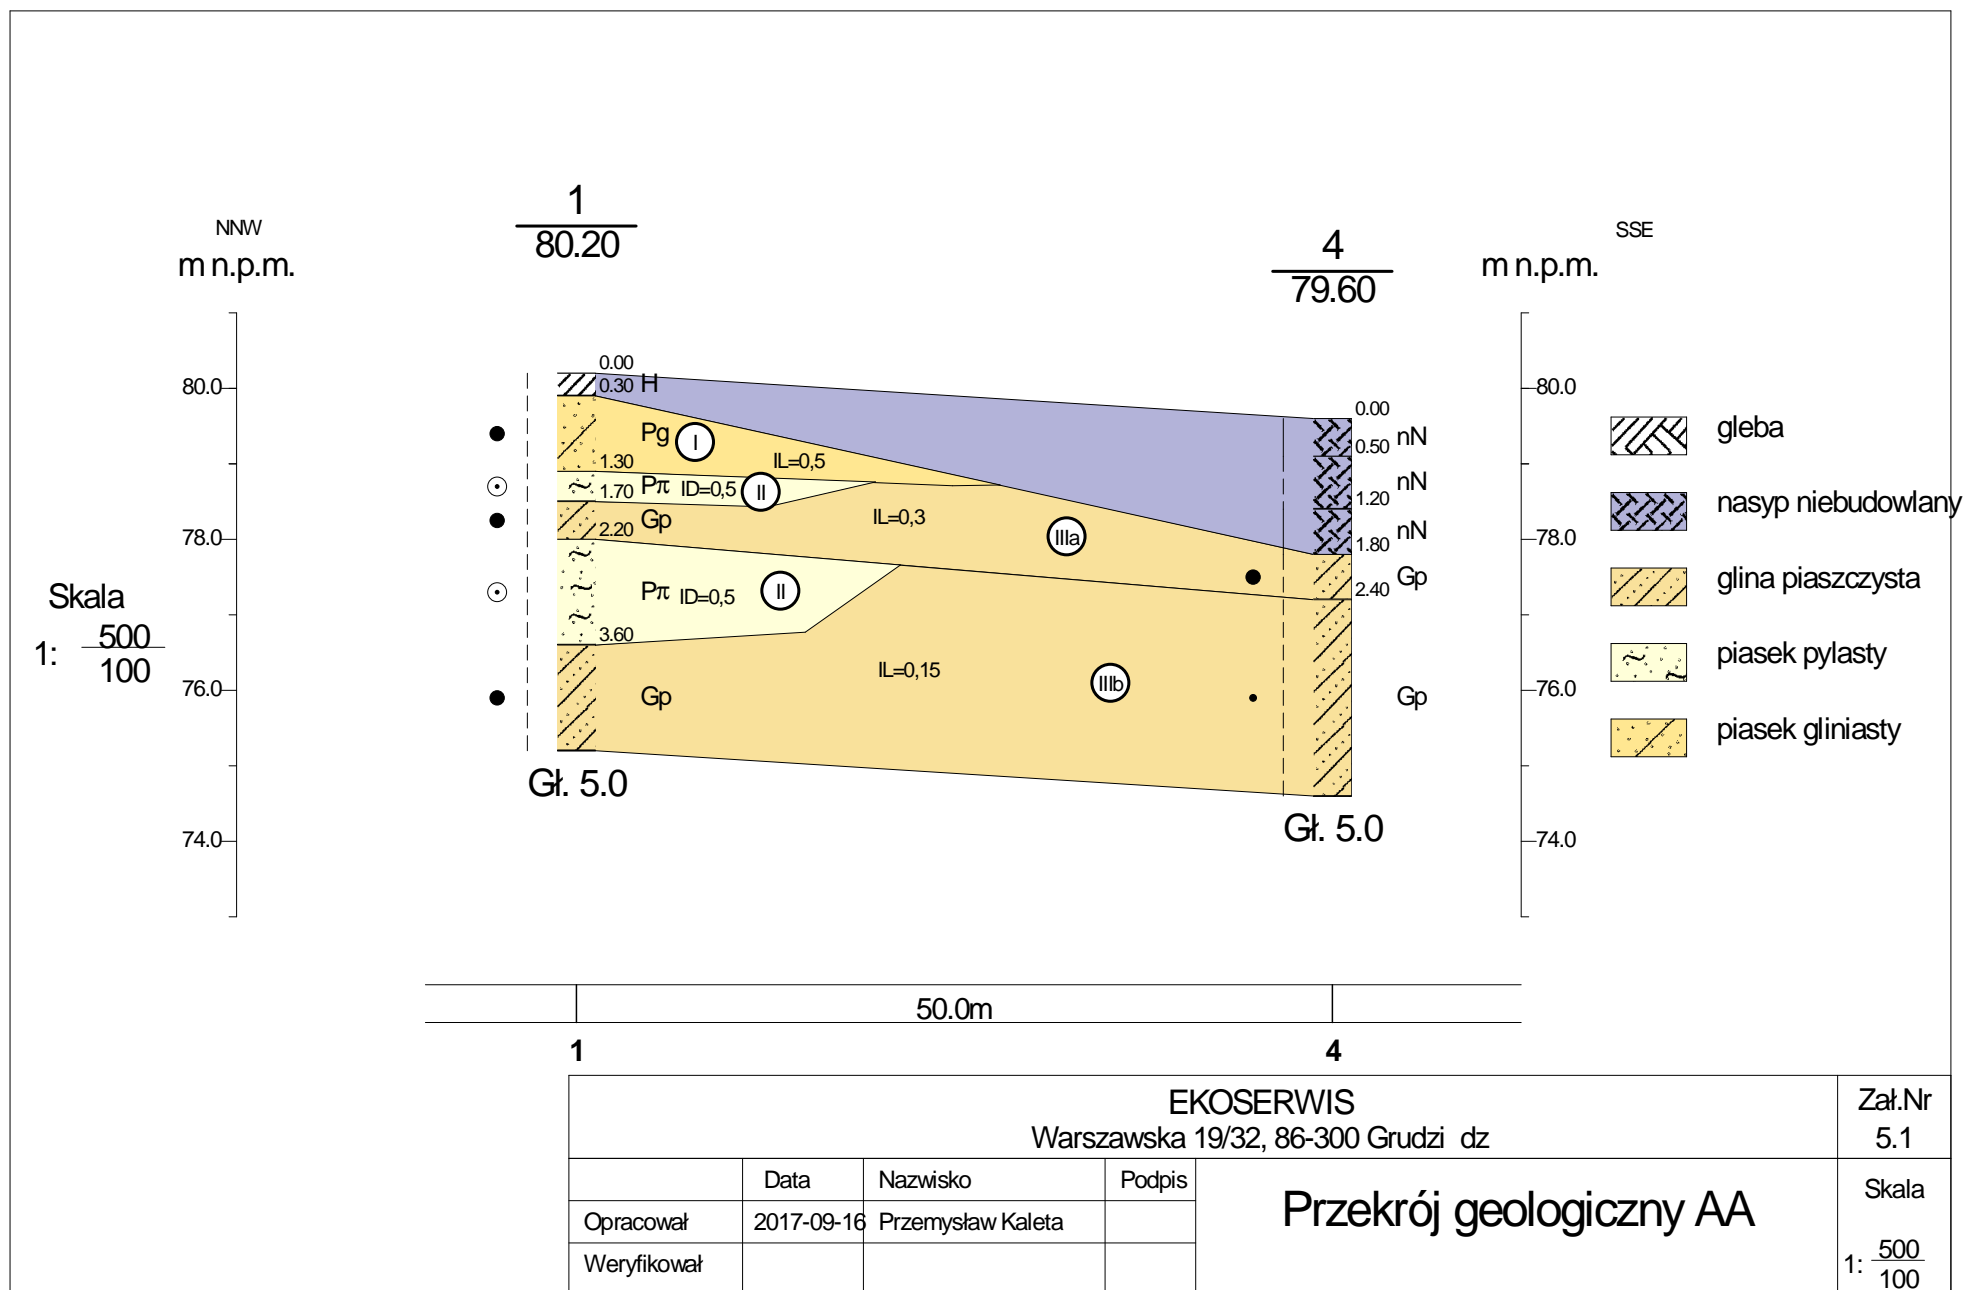 1
80.20
NNW
m n.p.m.
4
79.60
SSE
m n.p.m.
80.0
78.0
76.0
74.0
Skala
1: 500
100
0.00
0.30 H
Pg I
IL=0,5
1.30
1.70 Pπ ID=0,5 II
Gp
2.20
IL=0,3
IIIa
Pπ ID=0,5 II
3.60
IL=0,15
IIIb
Gp
Gł. 5.0
0.00
nN
0.50
nN
1.20
nN
1.80
Gp
2.40
Gp
Gł. 5.0
80.0
78.0
76.0
74.0
gleba
nasyp niebudowlany
glina piaszczysta
piasek pylasty
piasek gliniasty
50.0m
1 4
EKOSERWIS
Warszawska 19/32, 86-300 Grudzi dz
Zał.Nr
5.1
Data Nazwisko Podpis
Opracował 2017-09-16 Przemysław Kaleta
Weryfikował
Przekrój geologiczny AA
Skala
1: 500
100